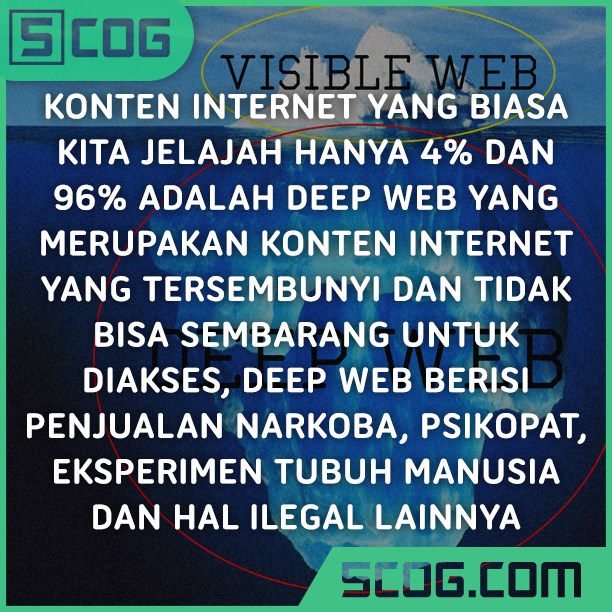 SCOG
VISIBLE WEB
KONTEN INTERNET YANG BIASA
KITA JELAJAH HANYA 4% DAN
96% ADALAH DEEP WEB YANG
MERUPAKAN KONTEN INTERNET
YANG TERSEMBUNYI DAN TIDAK
BISA SEMBARANG UNTUK
DEEP WEB
DIAKSES, DEEP WEB BERISI
PENJUALAN NARKOBA, PSIKOPAT,
EKSPERIMEN TUBUH MANUSIA
DAN HAL ILEGAL LAINNYA
SCOG.COM